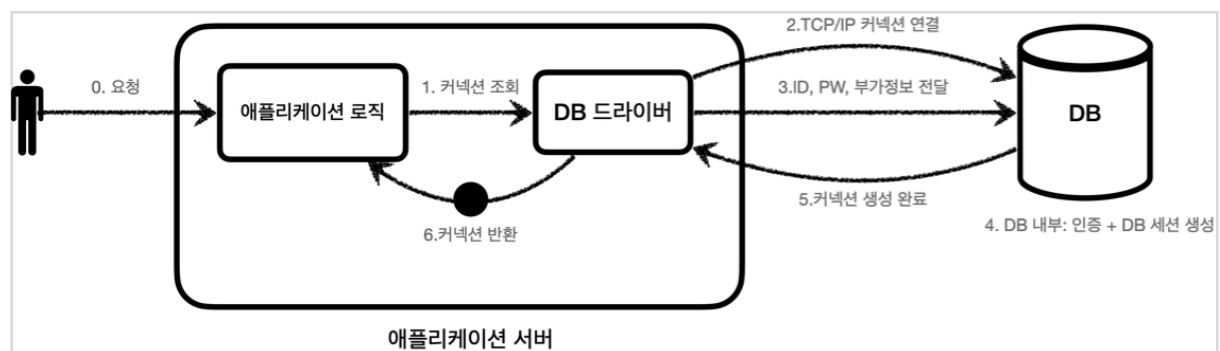 2.TCP/IP 커넥션 연결
0. 요청
애플리케이션 로직
1. 커넥션 조회
DB 드라이버
3.ID, PW, 부가정보 전달
DB
5.커넥션 생성 완료
6.커넥션 반환
4. DB 내부: 인증 + DB 세션 생성
애플리케이션 서버